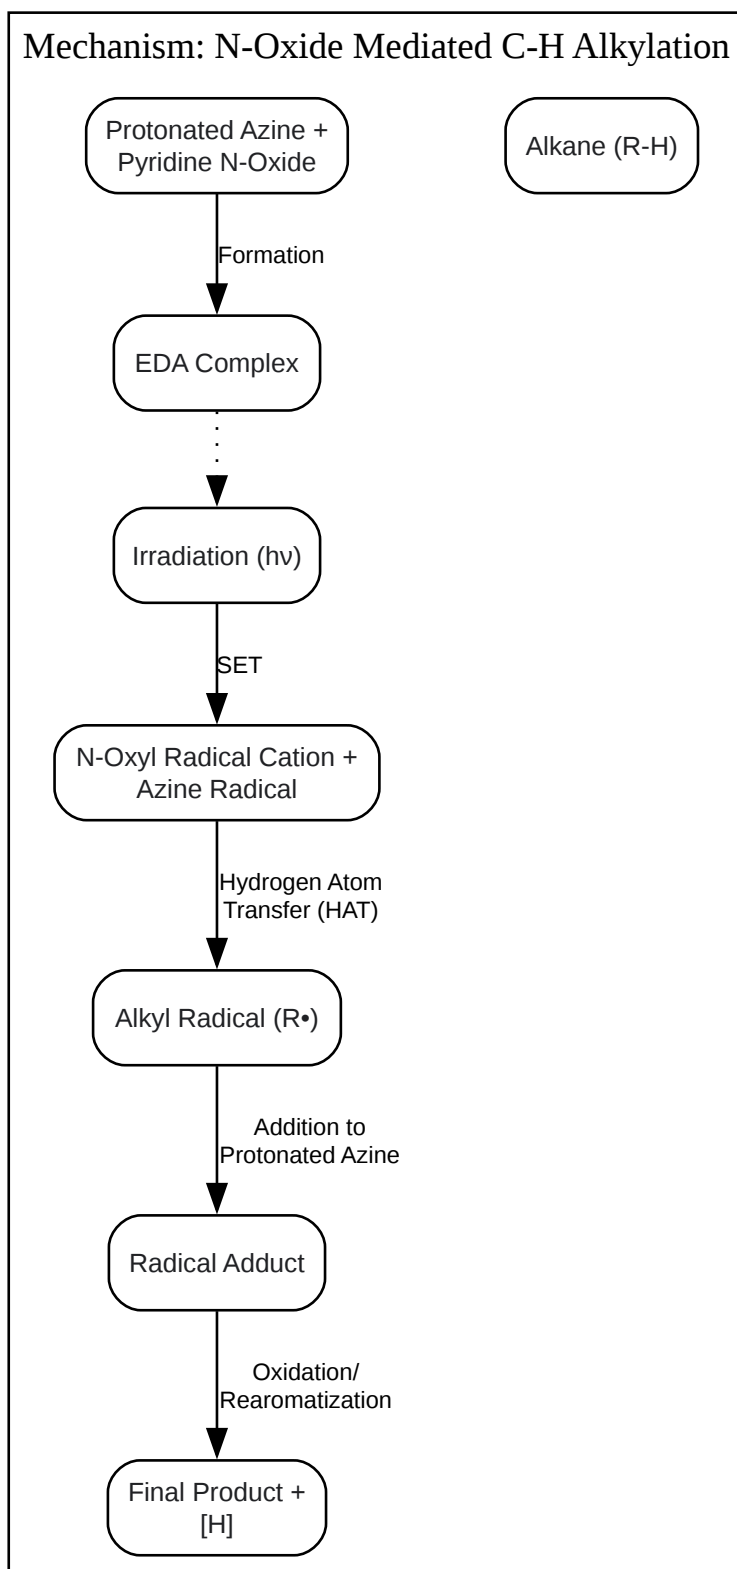 Mechanism: N-Oxide Mediated C-H Alkylation
Protonated Azine +
Pyridine N-Oxide
Alkane (R-H)
Formation
EDA Complex
Irradiation (hν)
SET
N-Oxyl Radical Cation +
Azine Radical
Hydrogen Atom
Transfer (HAT)
Alkyl Radical (R•)
Addition to
Protonated Azine
Radical Adduct
Oxidation/
Rearomatization
Final Product +
[H]